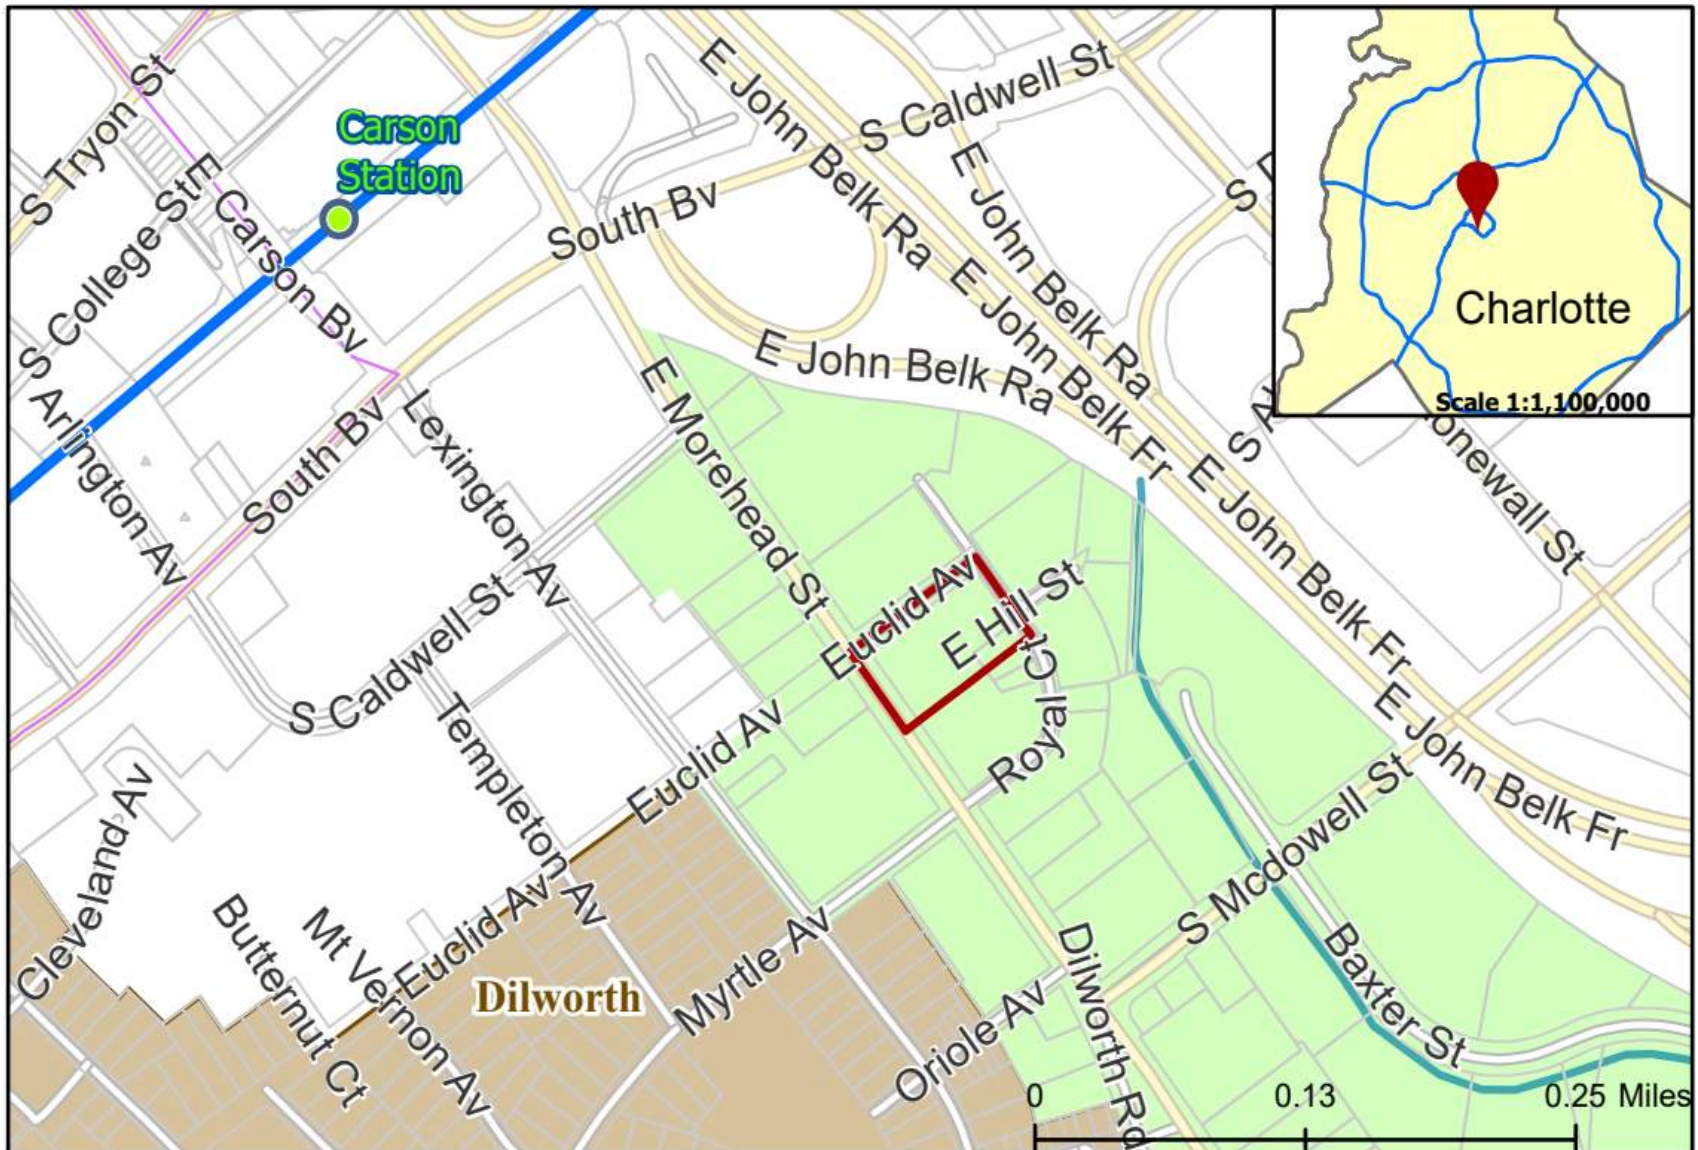 S Tryon St
Carson
Station
E Carson Bv
S College St
S Arlington Av
South Bv
South Bv
S Caldwell St
E John Belk Ra
E John Belk Ra
E John Belk Ra
E John Belk Fr
E John Belk Fr
E John Belk Fr
Charlotte
Scale 1:1,100,000
E Morehead St
Lexington Av
S Caldwell St
Euclid Av
E Hill St
Royal Ct
Templeton Av
Euclid Av
Cleveland Av
Butternut Ct
Mt Vernon Av
Euclid Av
Dilworth
Myrtle Av
Oriole Av
Dilworth Rd
S Mcdowell St
Baxter St
0
0.13
0.25 Miles